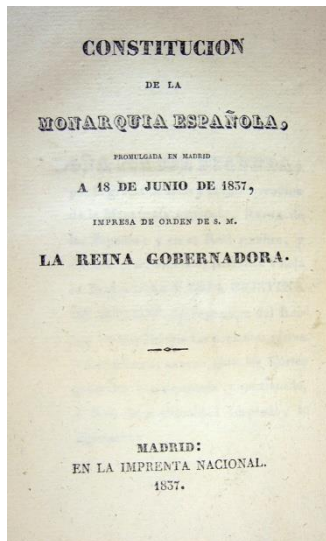 CONSTITUCION
DE LA
MONARQUIA ESPAÑOLA,
PROMULGADA EN MADRID
A 18 DE JUNIO DE 1837,
IMPRESA DE ORDEN DE S. M.
LA REINA GOBERNADORA.
MADRID:
EN LA IMPRENTA NACIONAL.
1837.